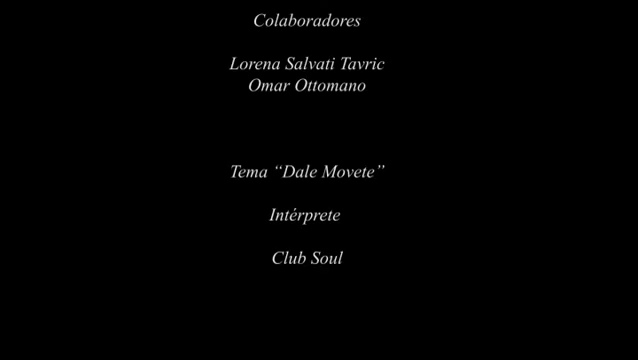 Colaboradores
Lorena Salvati Tavric
Omar Ottomano
Tema “Dale Movete”
Intérprete
Club Soul